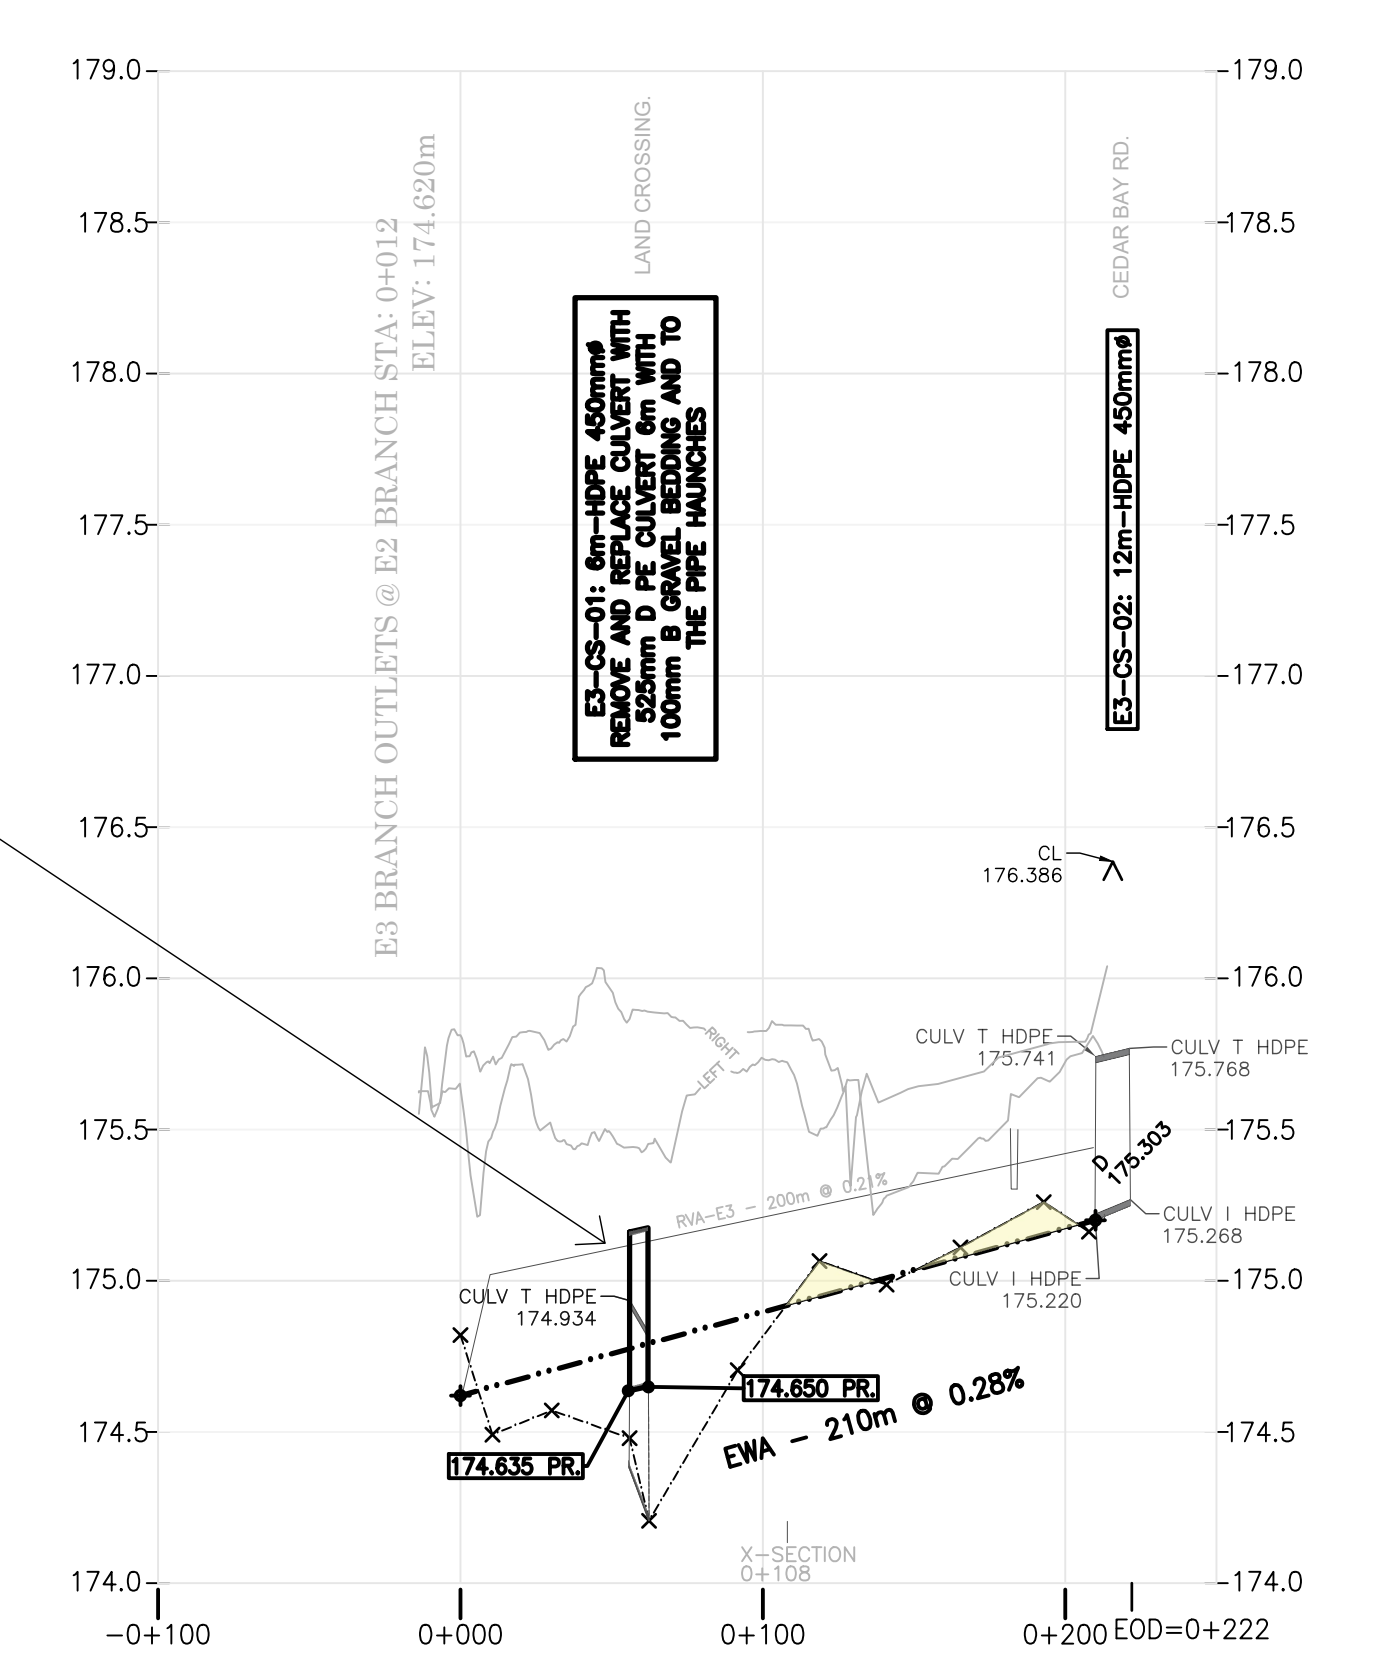 179.0
179.0
178.5
178.5
178.0
178.0
177.5
177.5
177.0
177.0
176.5
176.5
176.0
176.0
175.5
175.5
175.0
175.0
174.5
174.5
174.0
174.0
E3 BRANCH OUTLETS @ E2 BRANCH STA: 0+012
ELEV: 174.620m
LAND CROSSING.
E3-CS-01: 6m-HDPE 450mmø
REMOVE AND REPLACE CULVERT WITH
525mm D PE CULVERT 6m WITH
100mm B GRAVEL BEDDING AND TO
THE PIPE HAUNCHES
CEDAR BAY RD.
E3-CS-02: 12m-HDPE 450mmø
CL
176.386
RIGHT
LEFT
CULV T HDPE
175.741
CULV T HDPE
175.768
D
175.303
RVA-E3 - 200m @ 0.21%
CULV I HDPE
175.268
CULV I HDPE
175.220
CULV T HDPE
174.934
174.650 PR.
174.635 PR.
EWA - 210m @ 0.28%
X-SECTION
0+108
-0+100
0+000
0+100
0+200
EOD=0+222